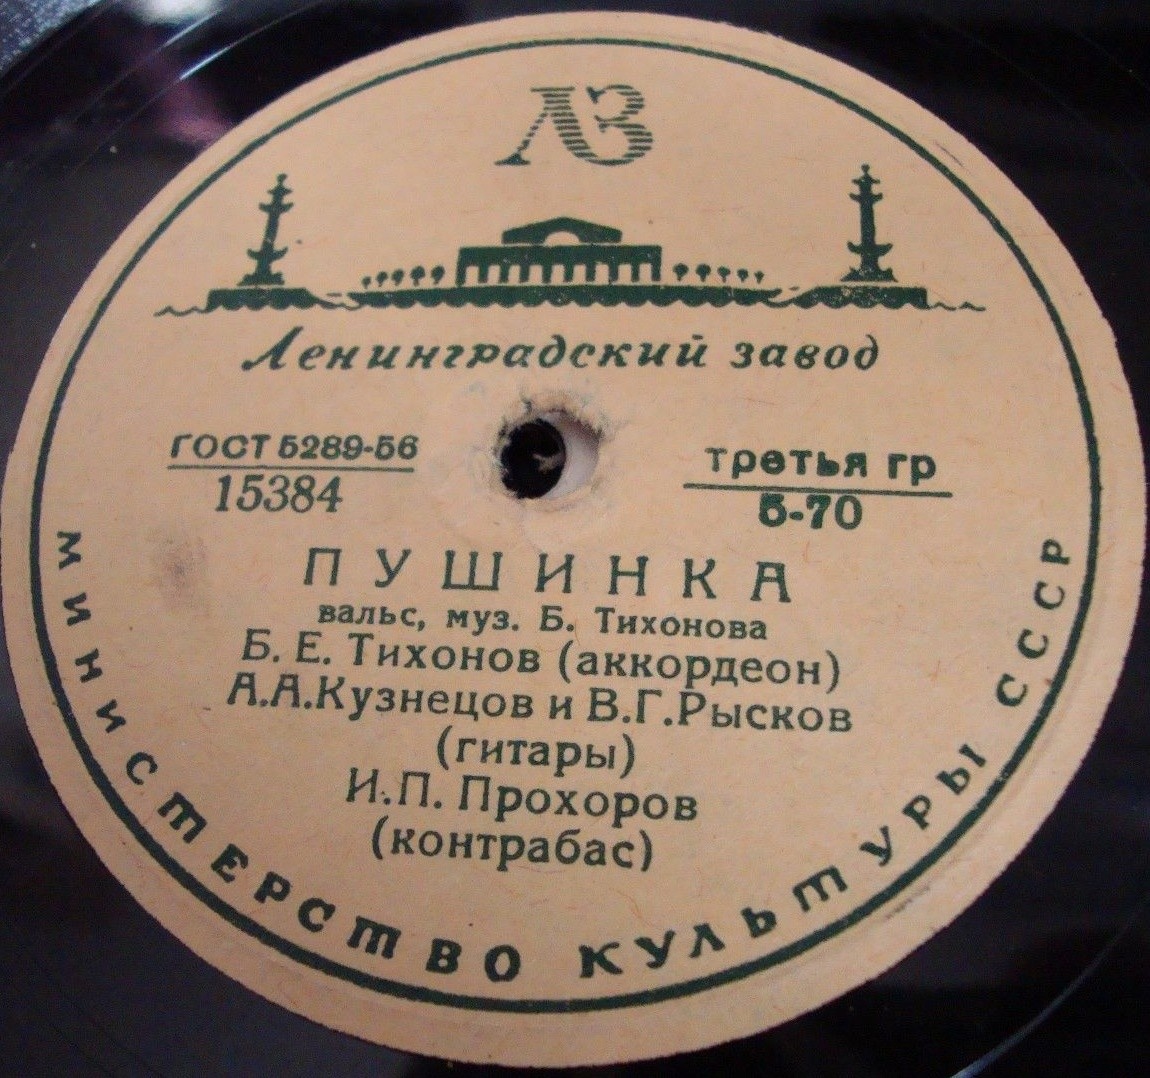 ЛЗ
Ленинградский завод
ГОСТ 5289-56
15384
третья гр
5-70
ПУШИНКА
вальс, муз. Б. Тихонова
Б. Е. Тихонов (аккордеон)
А.А.Кузнецов и В.Г.Рысков
(гитары)
И.П. Прохоров
(контрабас)
МИНИСТЕРСТВО КУЛЬТУРЫ СССР